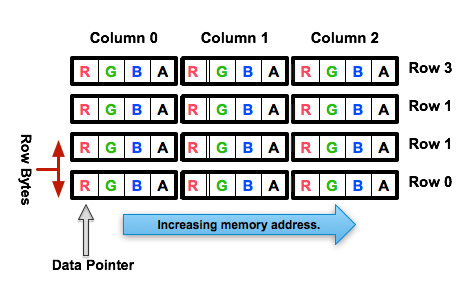 Column 0 Column 1 Column 2
R G B A R G B A R G B A Row 3
R G B A R G B A R G B A Row 1
R G B A R G B A R G B A Row 1
R G B A R G B A R G B A Row 0
Row Bytes
Increasing memory address.
Data Pointer